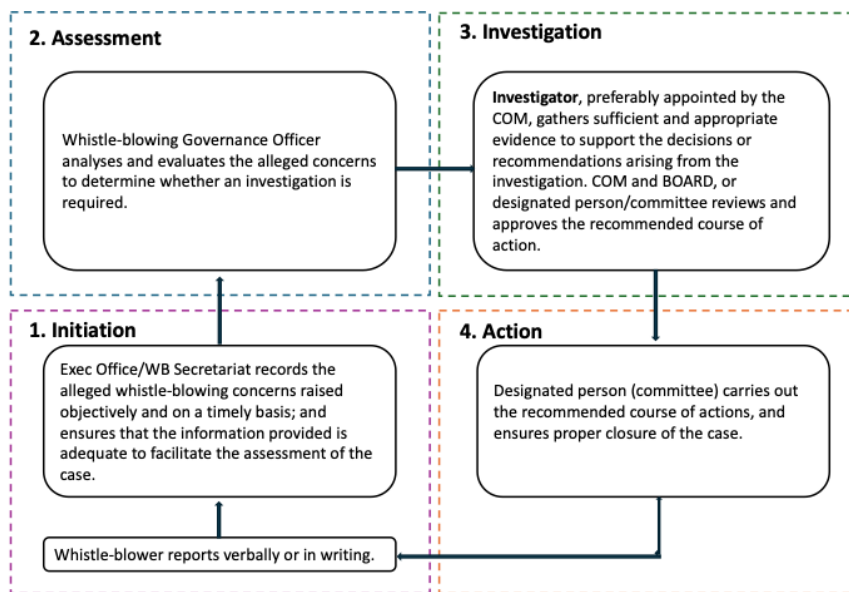 1. Initiation
Whistle-blower reports verbally or in writing.
Exec Office/WB Secretariat records the
alleged whistle-blowing concerns raised
objectively and on a timely basis; and
ensures that the information provided is
adequate to facilitate the assessment of the
case.
2. Assessment
Whistle-blowing Governance Officer
analyses and evaluates the alleged concerns
to determine whether an investigation is
required.
3. Investigation
Investigator, preferably appointed by the
COM, gathers sufficient and appropriate
evidence to support the decisions or
recommendations arising from the
investigation. COM and BOARD, or
designated person/committee reviews and
approves the recommended course of
action.
4. Action
Designated person (committee) carries out
the recommended course of actions, and
ensures proper closure of the case.